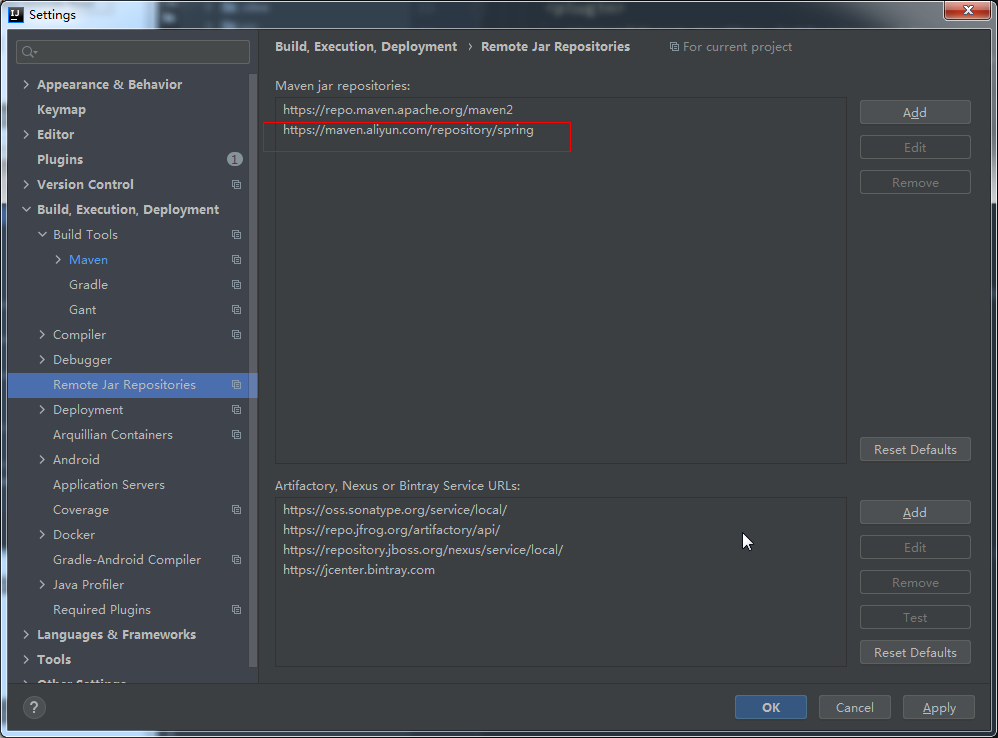 Settings
Build, Execution, Deployment › Remote Jar Repositories For current project
Appearance & Behavior
Keymap
Editor
Plugins 1
Version Control
Build, Execution, Deployment
Build Tools
Maven
Gradle
Gant
Compiler
Debugger
Remote Jar Repositories
Deployment
Arquillian Containers
Android
Application Servers
Coverage
Docker
Gradle-Android Compiler
Java Profiler
Required Plugins
Languages & Frameworks
Tools
Other Settings
Maven jar repositories:
https://repo.maven.apache.org/maven2
https://maven.aliyun.com/repository/spring
Add
Edit
Remove
Reset Defaults
Artifactory, Nexus or Bintray Service URLs:
https://oss.sonatype.org/service/local/
https://repo.jfrog.org/artifactory/api/
https://repository.jboss.org/nexus/service/local/
https://jcenter.bintray.com
Add
Edit
Remove
Test
Reset Defaults
?
OK
Cancel
Apply